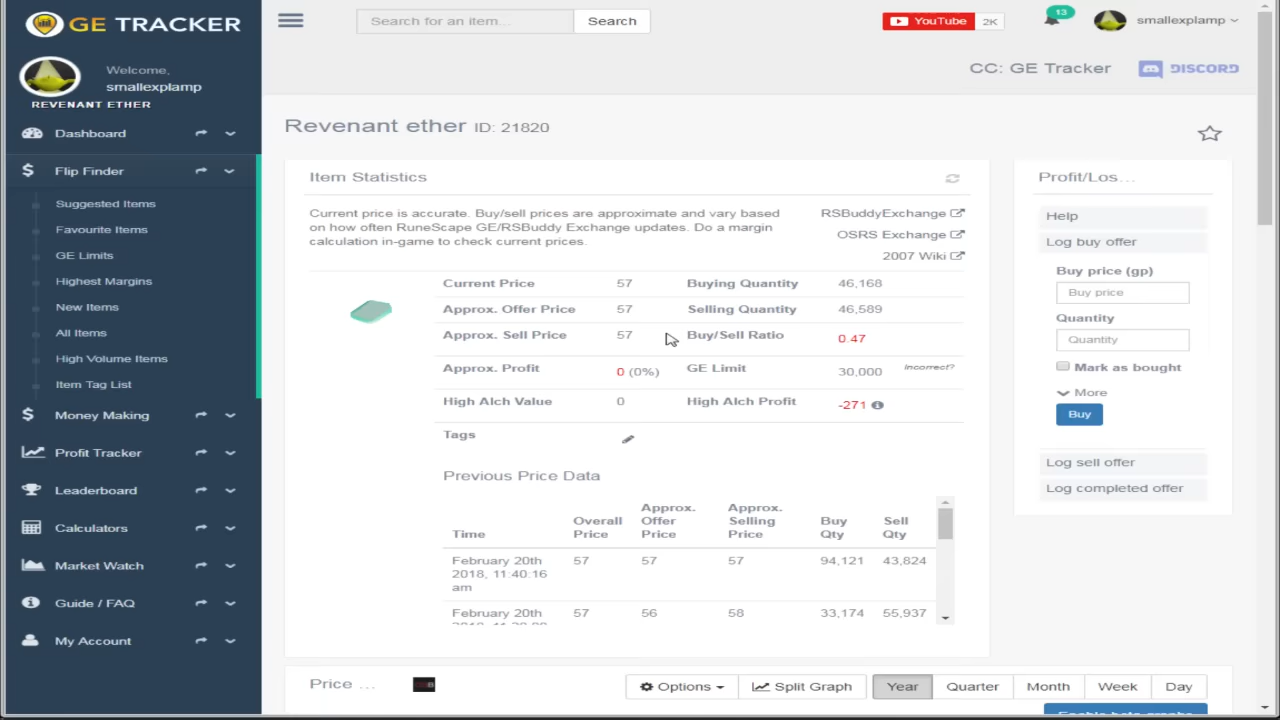 GE TRACKER
Search for an item...
Search
YouTube
2K
13
smallexplamp
Welcome,
smallexplamp
REVENANT ETHER
CC: GE Tracker
DISCORD
Dashboard
Flip Finder
Suggested Items
Favourite Items
GE Limits
Highest Margins
New Items
All Items
High Volume Items
Item Tag List
Money Making
Profit Tracker
Leaderboard
Calculators
Market Watch
Guide / FAQ
My Account
Revenant ether ID: 21820
Item Statistics
Current price is accurate. Buy/sell prices are approximate and vary based
on how often RuneScape GE/RSBuddy Exchange updates. Do a margin
calculation in-game to check current prices.
RSBuddyExchange
OSRS Exchange
2007 Wiki
Current Price 57 Buying Quantity 46,168
Approx. Offer Price 57 Selling Quantity 46,589
Approx. Sell Price 57 Buy/Sell Ratio 0.47
Approx. Profit 0 (0%) GE Limit 30,000 Incorrect?
High Alch Value 0 High Alch Profit -271
Tags
Previous Price Data
Time
Overall
Price
Approx.
Offer
Price
Approx.
Selling
Price
Buy
Qty
Sell
Qty
February 20th
2018, 11:40:16
am
57 57 57 94,121 43,824
February 20th
57 56 58 33,174 55,937
Profit/Los...
Help
Log buy offer
Buy price (gp)
Buy price
Quantity
Quantity
Mark as bought
More
Buy
Log sell offer
Log completed offer
Price ...
Options
Split Graph
Year
Quarter
Month
Week
Day